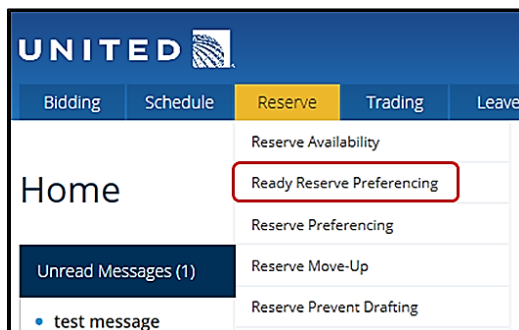 UNITED
Bidding Schedule Reserve Trading Leave
Reserve Availability
Home
Ready Reserve Preferencing
Reserve Preferencing
Unread Messages (1)
Reserve Move-Up
Reserve Prevent Drafting
test message